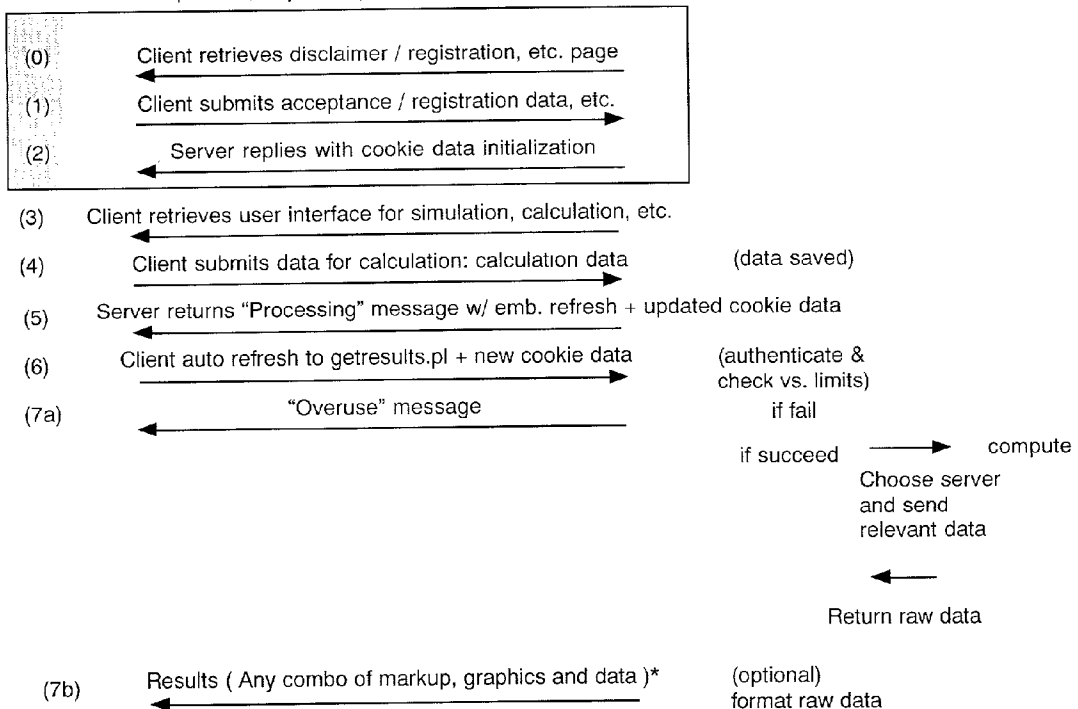 (0) Client retrieves disclaimer / registration, etc. page
(1) Client submits acceptance / registration data, etc.
(2) Server replies with cookie data initialization
(3) Client retrieves user interface for simulation, calculation, etc.
(4) Client submits data for calculation: calculation data (data saved)
(5) Server returns “Processing” message w/ emb. refresh + updated cookie data
(6) Client auto refresh to getresults.pl + new cookie data (authenticate &
check vs. limits)
(7a) “Overuse” message if fail
if succeed compute
Choose server
and send
relevant data
Return raw data
(7b) Results ( Any combo of markup, graphics and data )* (optional)
format raw data